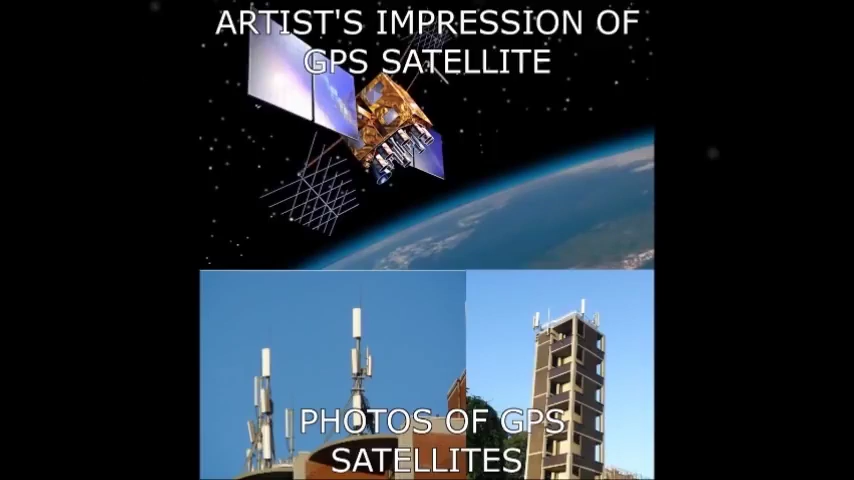 ARTIST'S IMPRESSION OF
GPS SATELLITE
PHOTOS OF GPS
SATELLITES